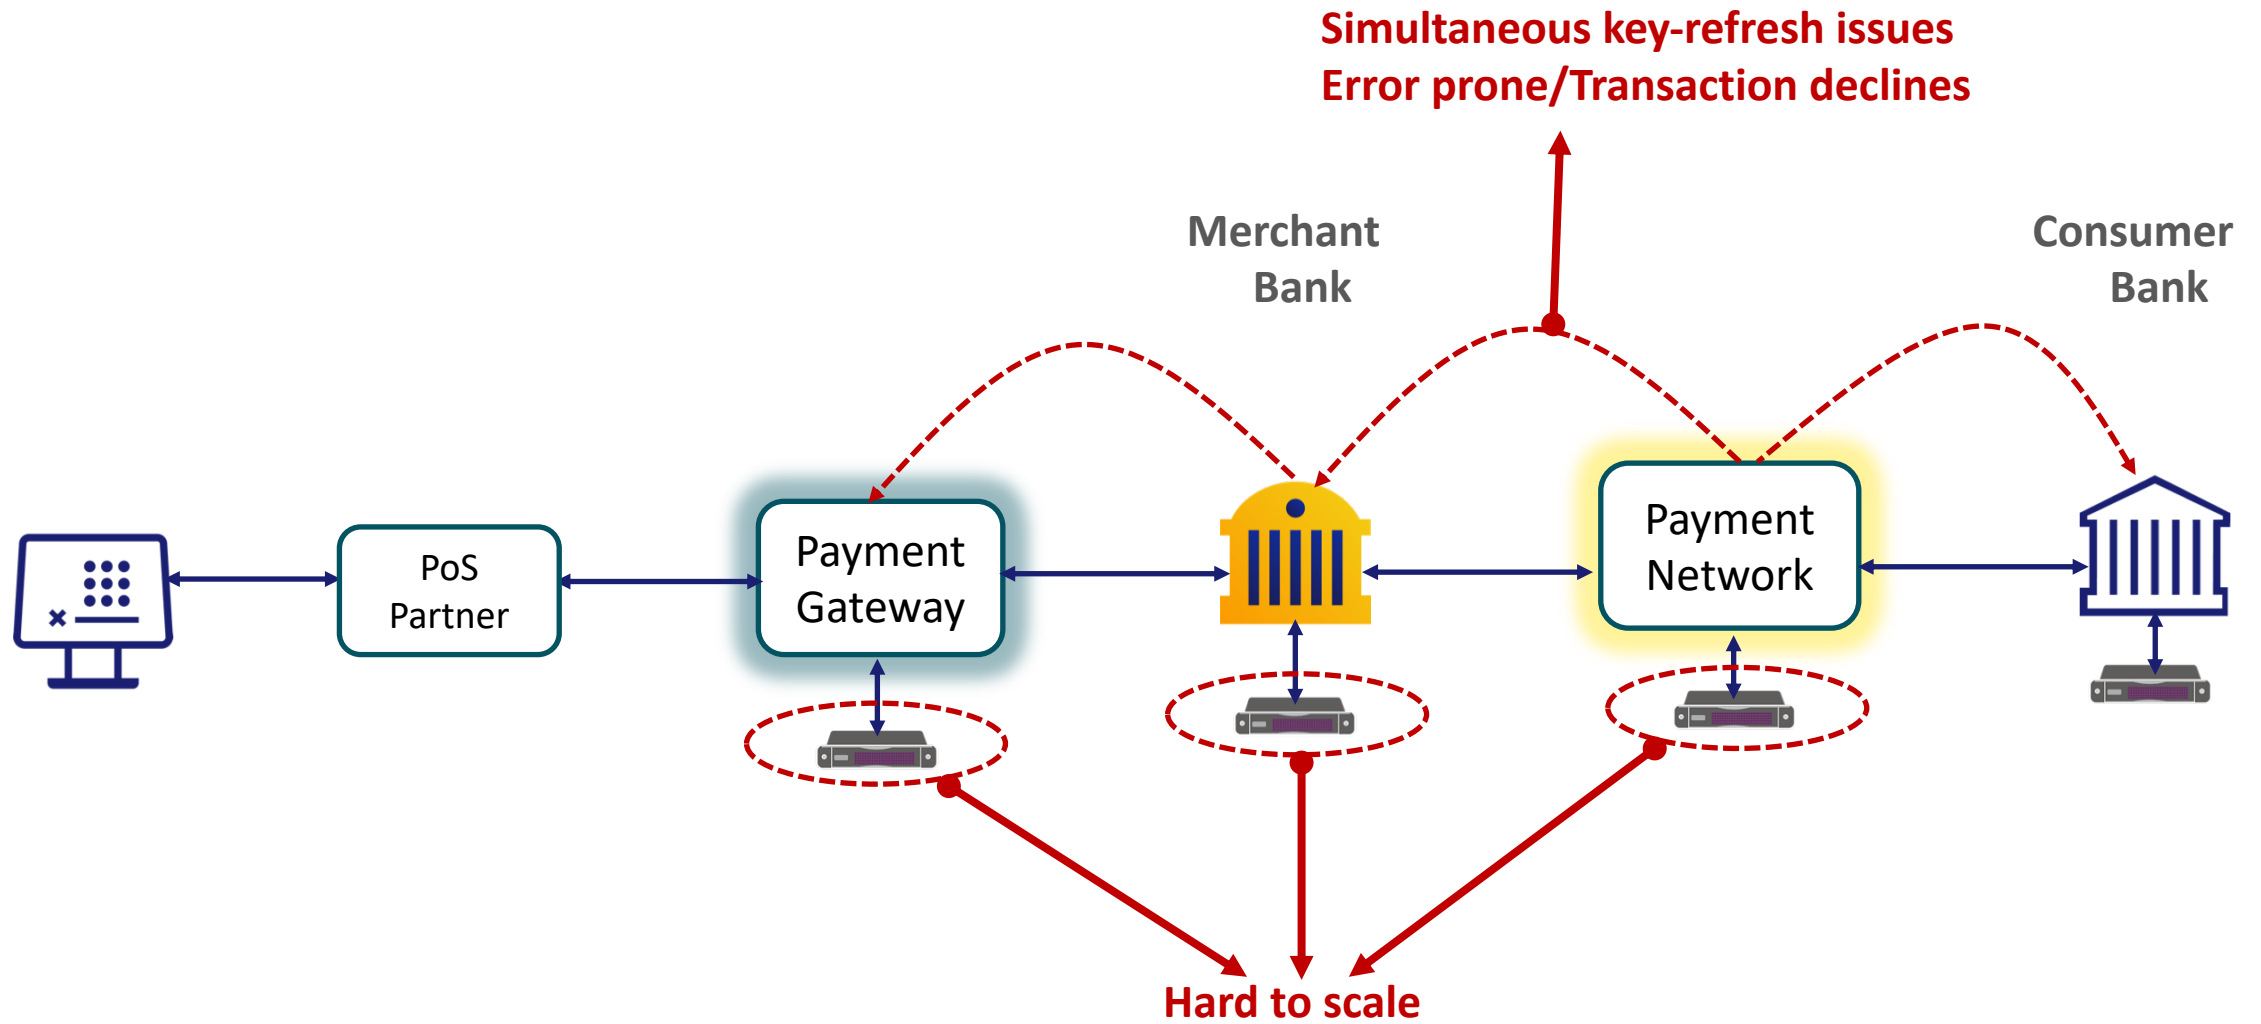 Simultaneous key-refresh issues
Error prone/Transaction declines
Merchant
Bank
Consumer
Bank
PoS
Partner
Payment
Gateway
Payment
Network
Hard to scale